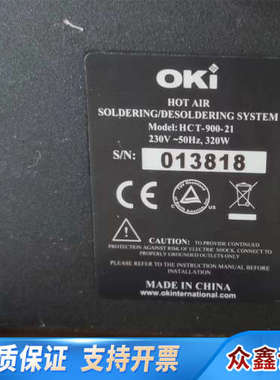 OKi
HOT AIR
SOLDERING/DESOLDERING SYSTEM
Model: HCT-900-21
230V ~50Hz, 320W
S/N: 013818
CE
CAUTION: TO PROVIDE CONTINUED
PROTECTION AGAINST RISK OF ELECTRIC SHOCK, CONNECT TO
PROPERLY GROUNDED OUTLETS ONLY
PLEASE REFER TO THE INSTRUCTION MANUAL BEFORE
INSTALLATION
MADE IN CHINA
www.okinternational.com
质保证 支持开票 众鑫